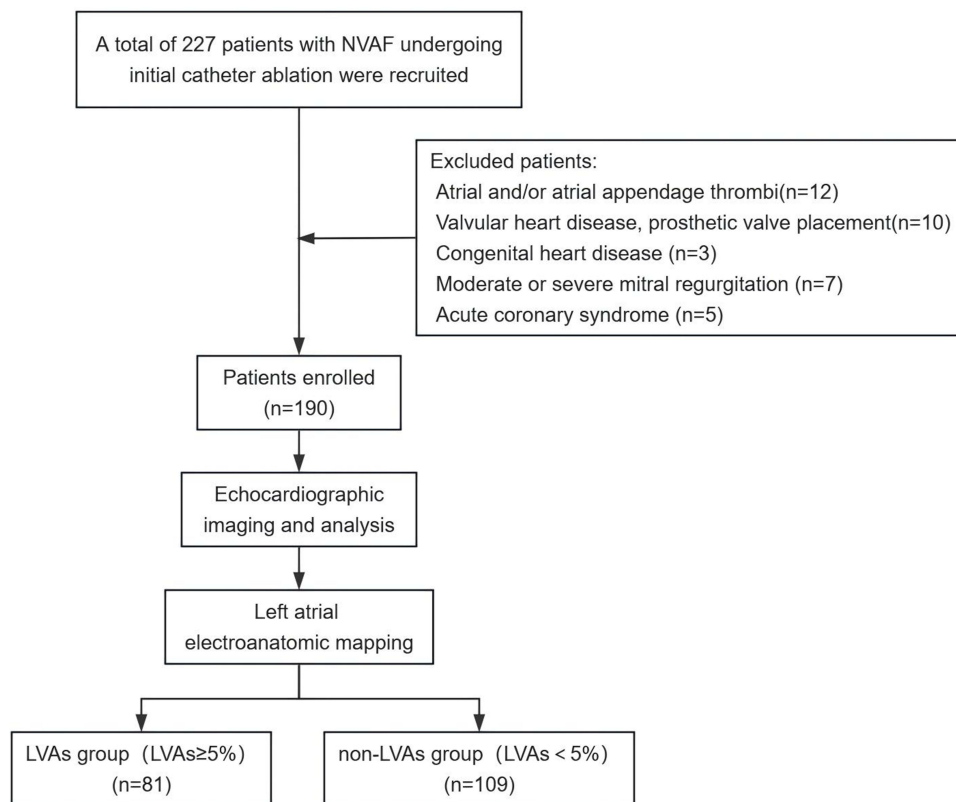 A total of 227 patients with NVAF undergoing
initial catheter ablation were recruited
Excluded patients:
Atrial and/or atrial appendage thrombi(n=12)
Valvular heart disease, prosthetic valve placement(n=10)
Congenital heart disease (n=3)
Moderate or severe mitral regurgitation (n=7)
Acute coronary syndrome (n=5)
Patients enrolled
(n=190)
Echocardiographic
imaging and analysis
Left atrial
electroanatomic mapping
LVAs group（LVAs≥5%）
(n=81)
non-LVAs group（LVAs < 5%）
(n=109)